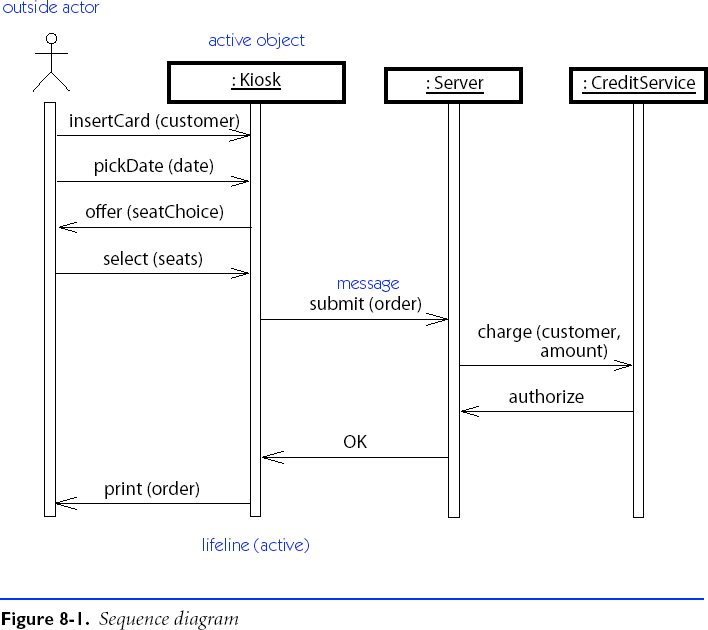 outside actor
active object
: Kiosk
: Server
: CreditService
insertCard (customer)
pickDate (date)
offer (seatChoice)
select (seats)
message
submit (order)
charge (customer,
amount)
authorize
OK
print (order)
lifeline (active)
Figure 8-1. Sequence diagram